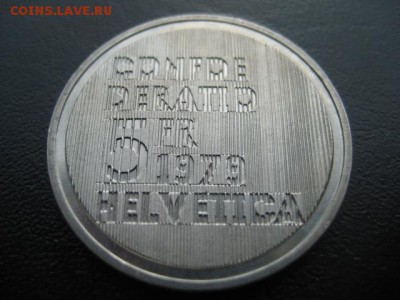 COINS.LAVE.RU
CONFOE
DERATIO
5 FR
1979
HELVETICA